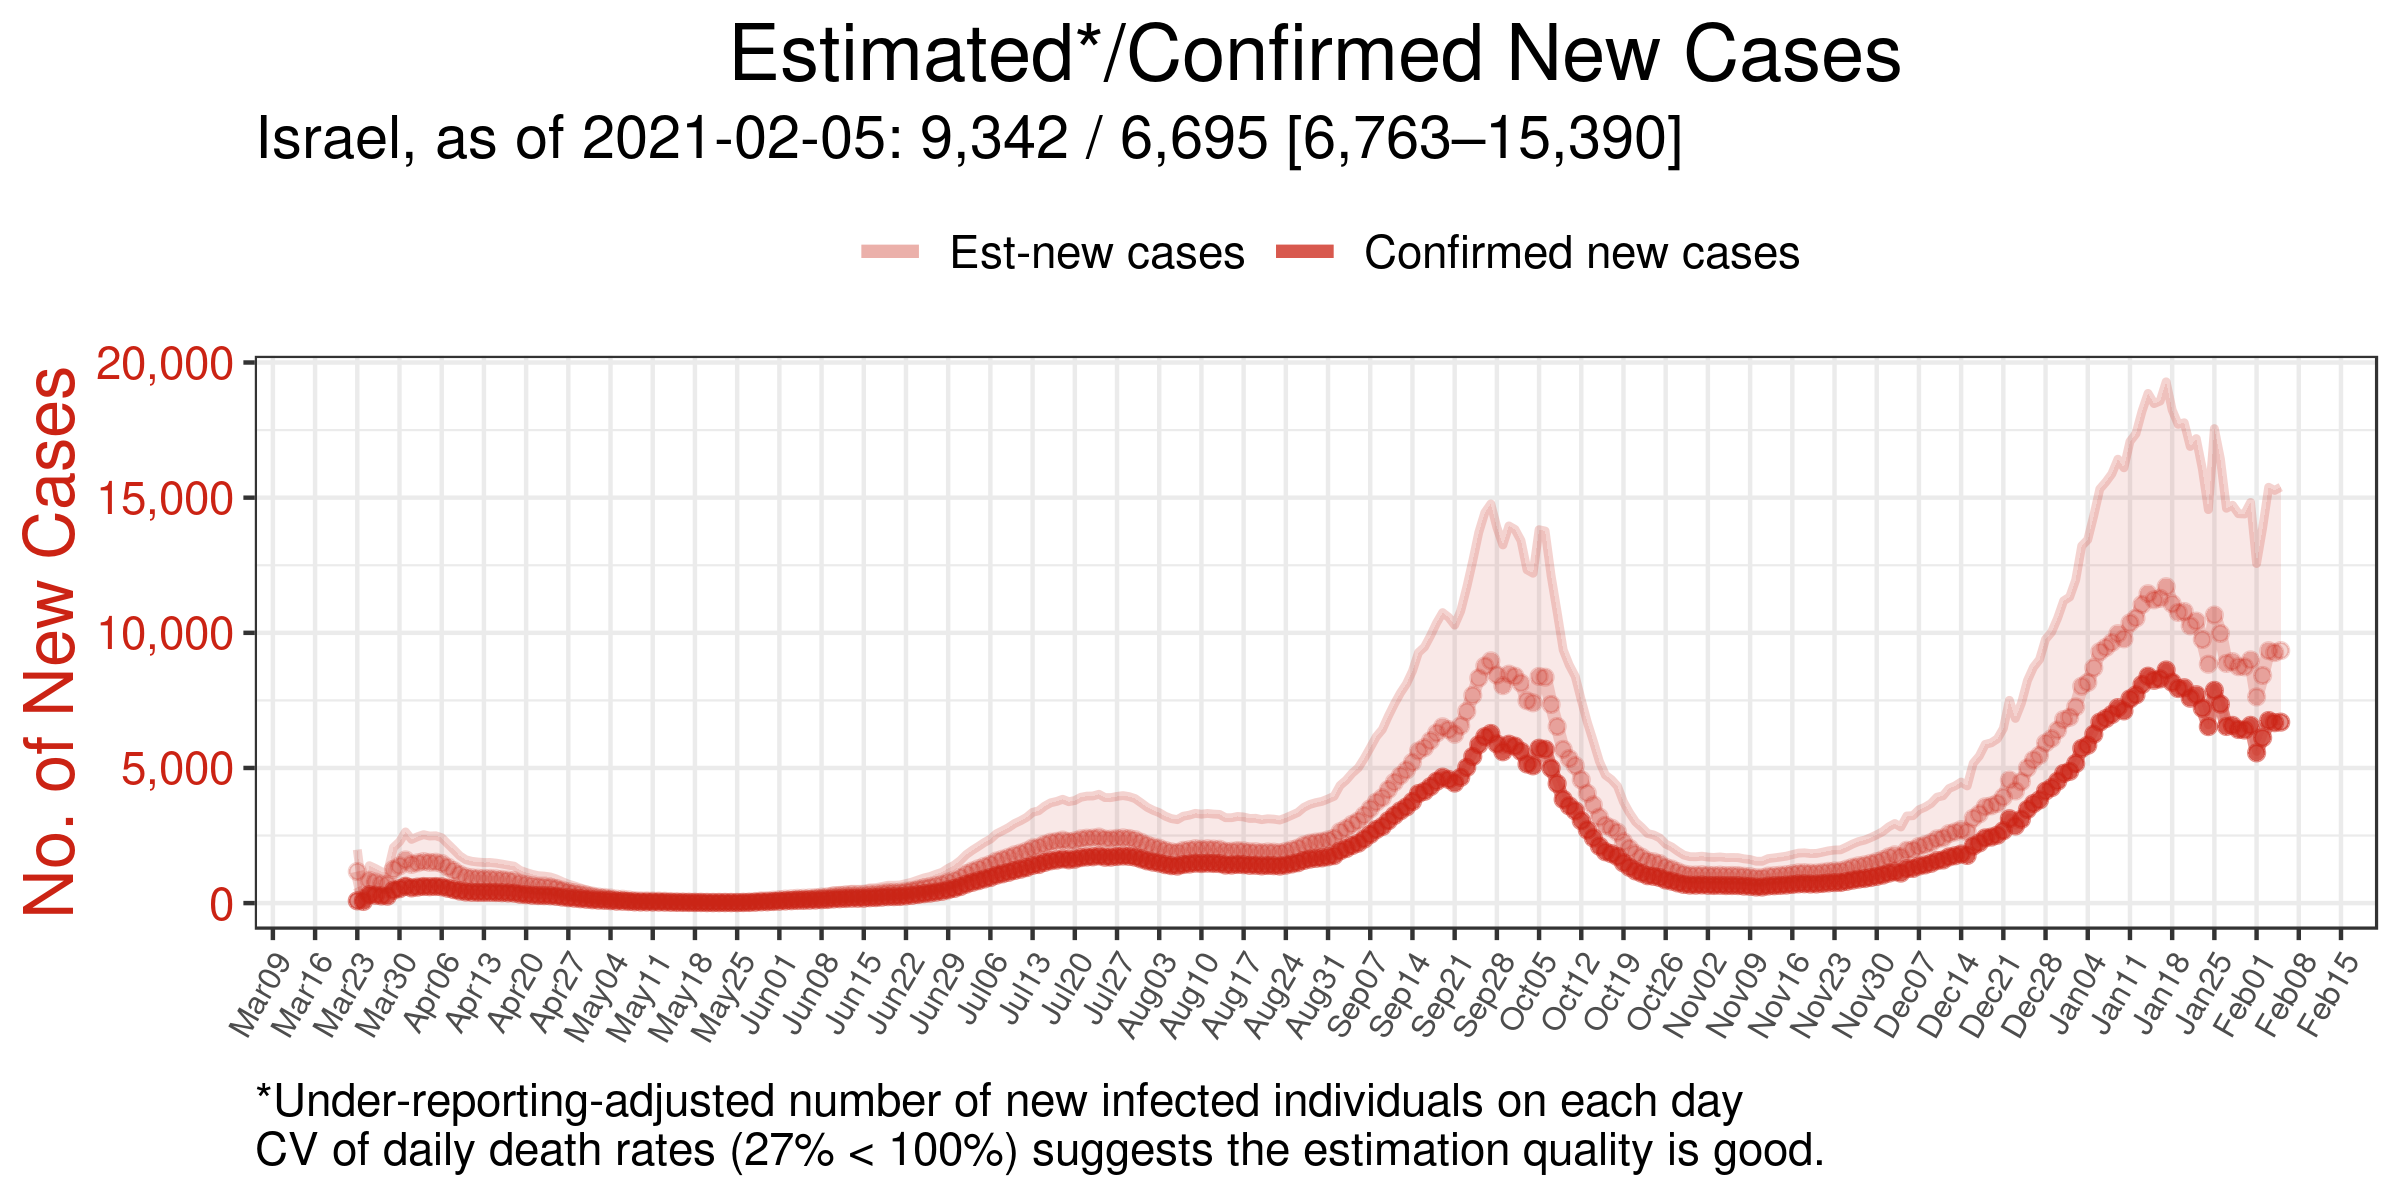 Estimated*/Confirmed New Cases
Israel, as of 2021-02-05: 9,342 / 6,695 [6,763–15,390]
Est-new cases Confirmed new cases
No. of New Cases
20,000
15,000
10,000
5,000
0
Mar09 Mar16 Mar23 Mar30 Apr06 Apr13 Apr20 Apr27 May04 May11 May18 May25 Jun01 Jun08 Jun15 Jun22 Jun29 Jul06 Jul13 Jul20 Jul27 Aug03 Aug10 Aug17 Aug24 Aug31 Sep07 Sep14 Sep21 Sep28 Oct05 Oct12 Oct19 Oct26 Nov02 Nov09 Nov16 Nov23 Nov30 Dec07 Dec14 Dec21 Dec28 Jan04 Jan11 Jan18 Jan25 Feb01 Feb08 Feb15
*Under-reporting-adjusted number of new infected individuals on each day
CV of daily death rates (27% < 100%) suggests the estimation quality is good.